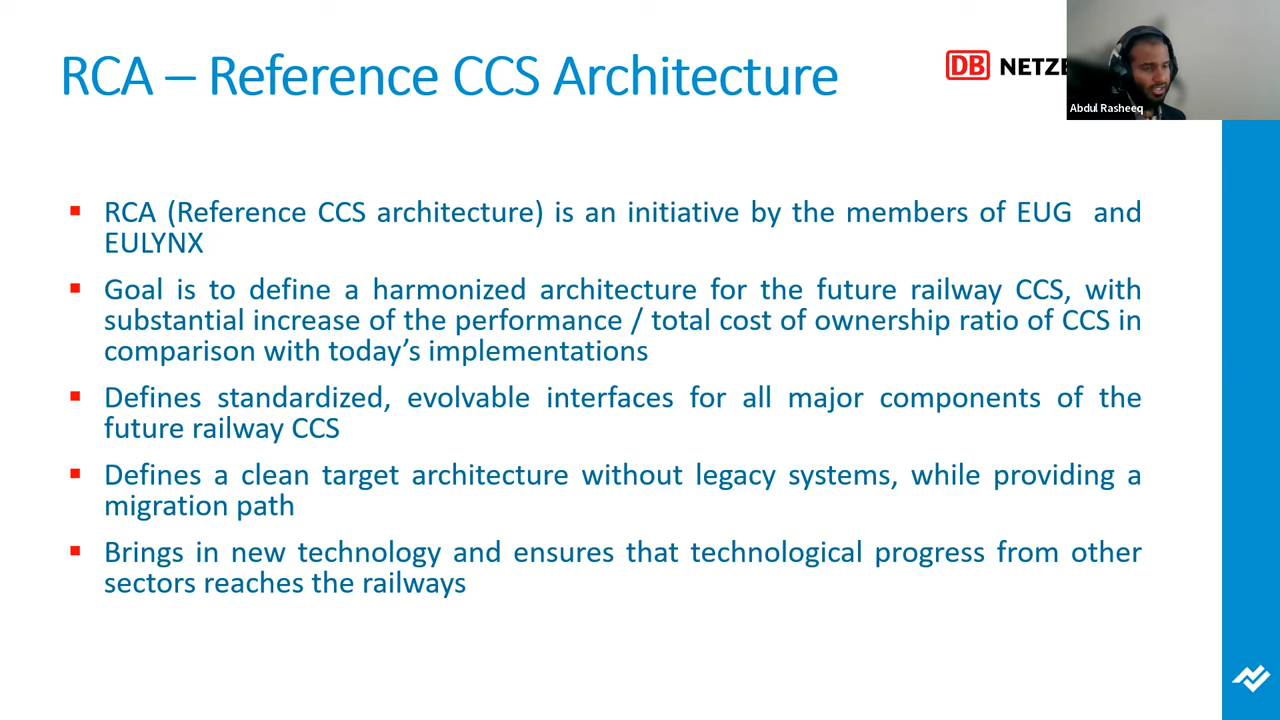 RCA – Reference CCS Architecture
DB NETZE
Abdul Rasheeq
▪ RCA (Reference CCS architecture) is an initiative by the members of EUG and
EULYNX
▪ Goal is to define a harmonized architecture for the future railway CCS, with
substantial increase of the performance / total cost of ownership ratio of CCS in
comparison with today’s implementations
▪ Defines standardized, evolvable interfaces for all major components of the
future railway CCS
▪ Defines a clean target architecture without legacy systems, while providing a
migration path
▪ Brings in new technology and ensures that technological progress from other
sectors reaches the railways